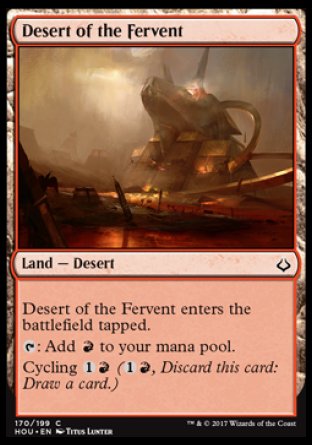 Desert of the Fervent
Land — Desert
Desert of the Fervent enters the
battlefield tapped.
: Add to your mana pool.
Cycling 1 (1 , Discard this card:
Draw a card.)
170/199 C
HOU • EN Titus Lunter
™ & © 2017 Wizards of the Coast